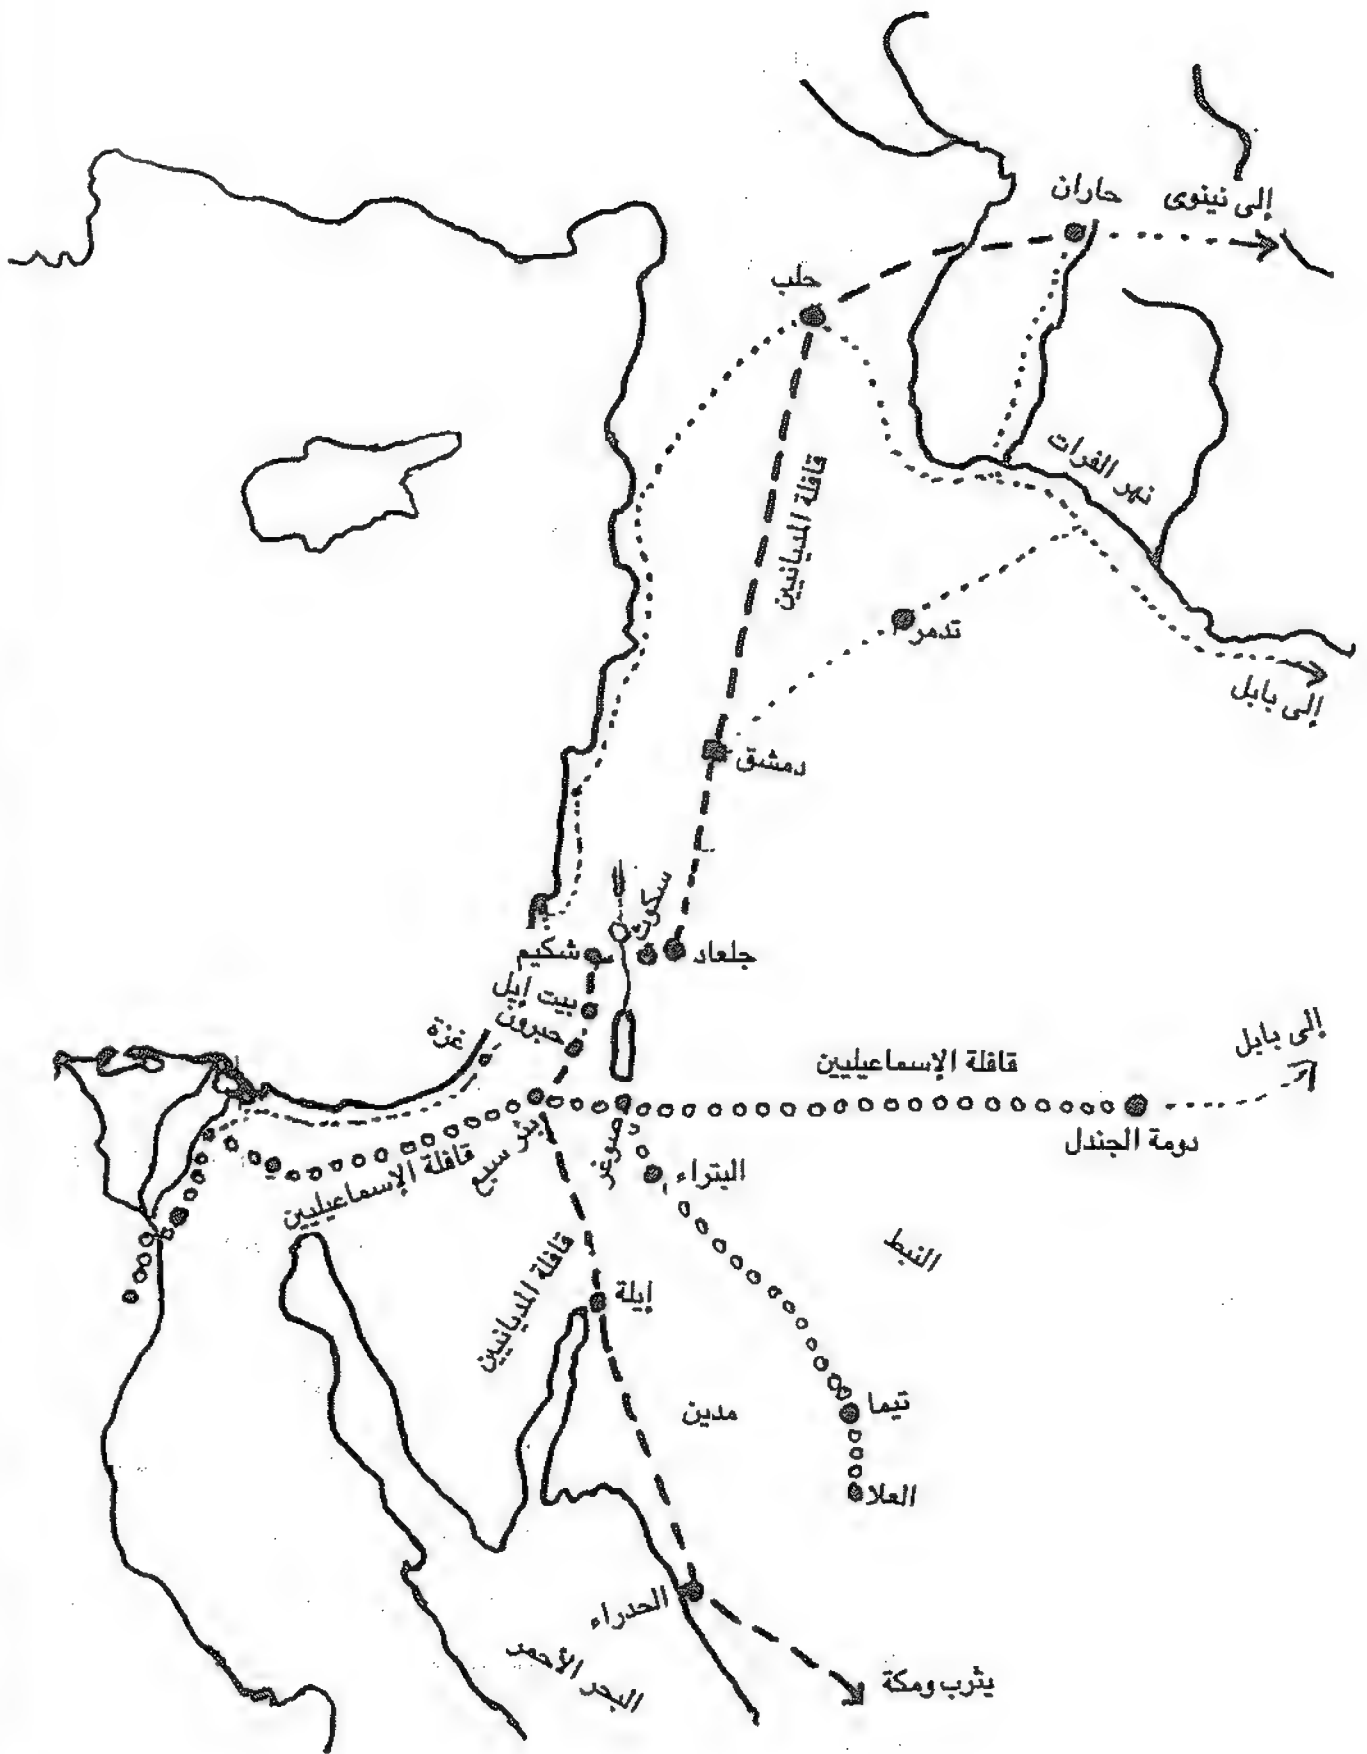 إلى نينوى
حاران
حلب
نهر الفرات
قافلة المديانيين
تدمر
إلى بابل
دمشق
سكوث
جلعاد
شكيم
بيت إيل
حبرون
غزة
إلى بابل
قافلة الإسماعيليين
دومة الجندل
صوغر
بئر سبع
قافلة الإسماعيليين
البتراء
النبط
قافلة المديانيين
إيلة
تيما
مدين
العلا
الحدراء
البحر الأحمر
يثرب ومكة